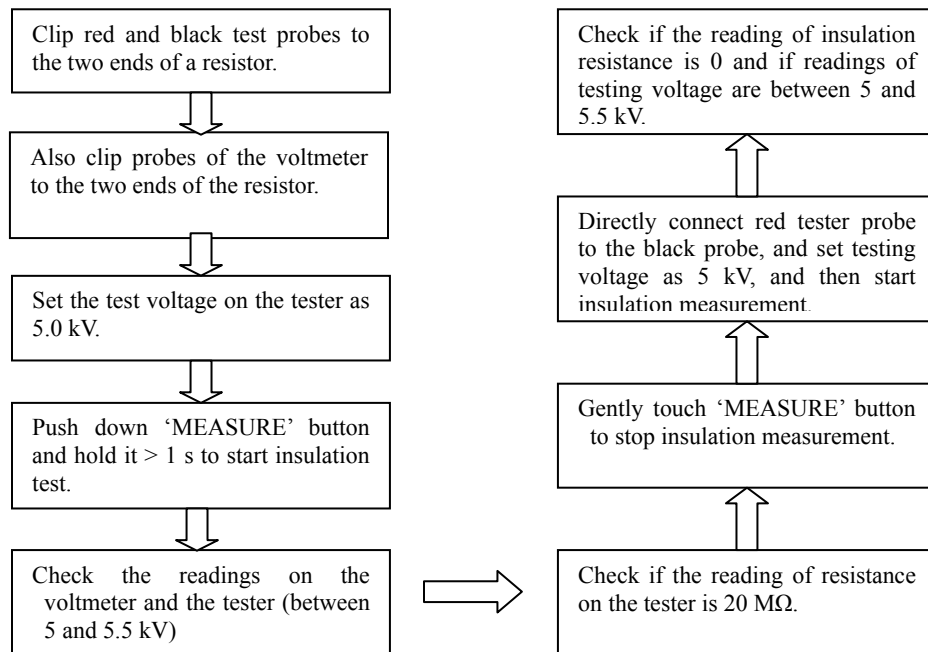 Clip red and black test probes to
the two ends of a resistor.
Also clip probes of the voltmeter
to the two ends of the resistor.
Set the test voltage on the tester as
5.0 kV.
Push down ‘MEASURE’ button
and hold it > 1 s to start insulation
test.
Check the readings on the
voltmeter and the tester (between
5 and 5.5 kV)
Check if the reading of resistance
on the tester is 20 MΩ.
Gently touch ‘MEASURE’ button
to stop insulation measurement.
Directly connect red tester probe
to the black probe, and set testing
voltage as 5 kV, and then start
insulation measurement.
Check if the reading of insulation
resistance is 0 and if readings of
testing voltage are between 5 and
5.5 kV.